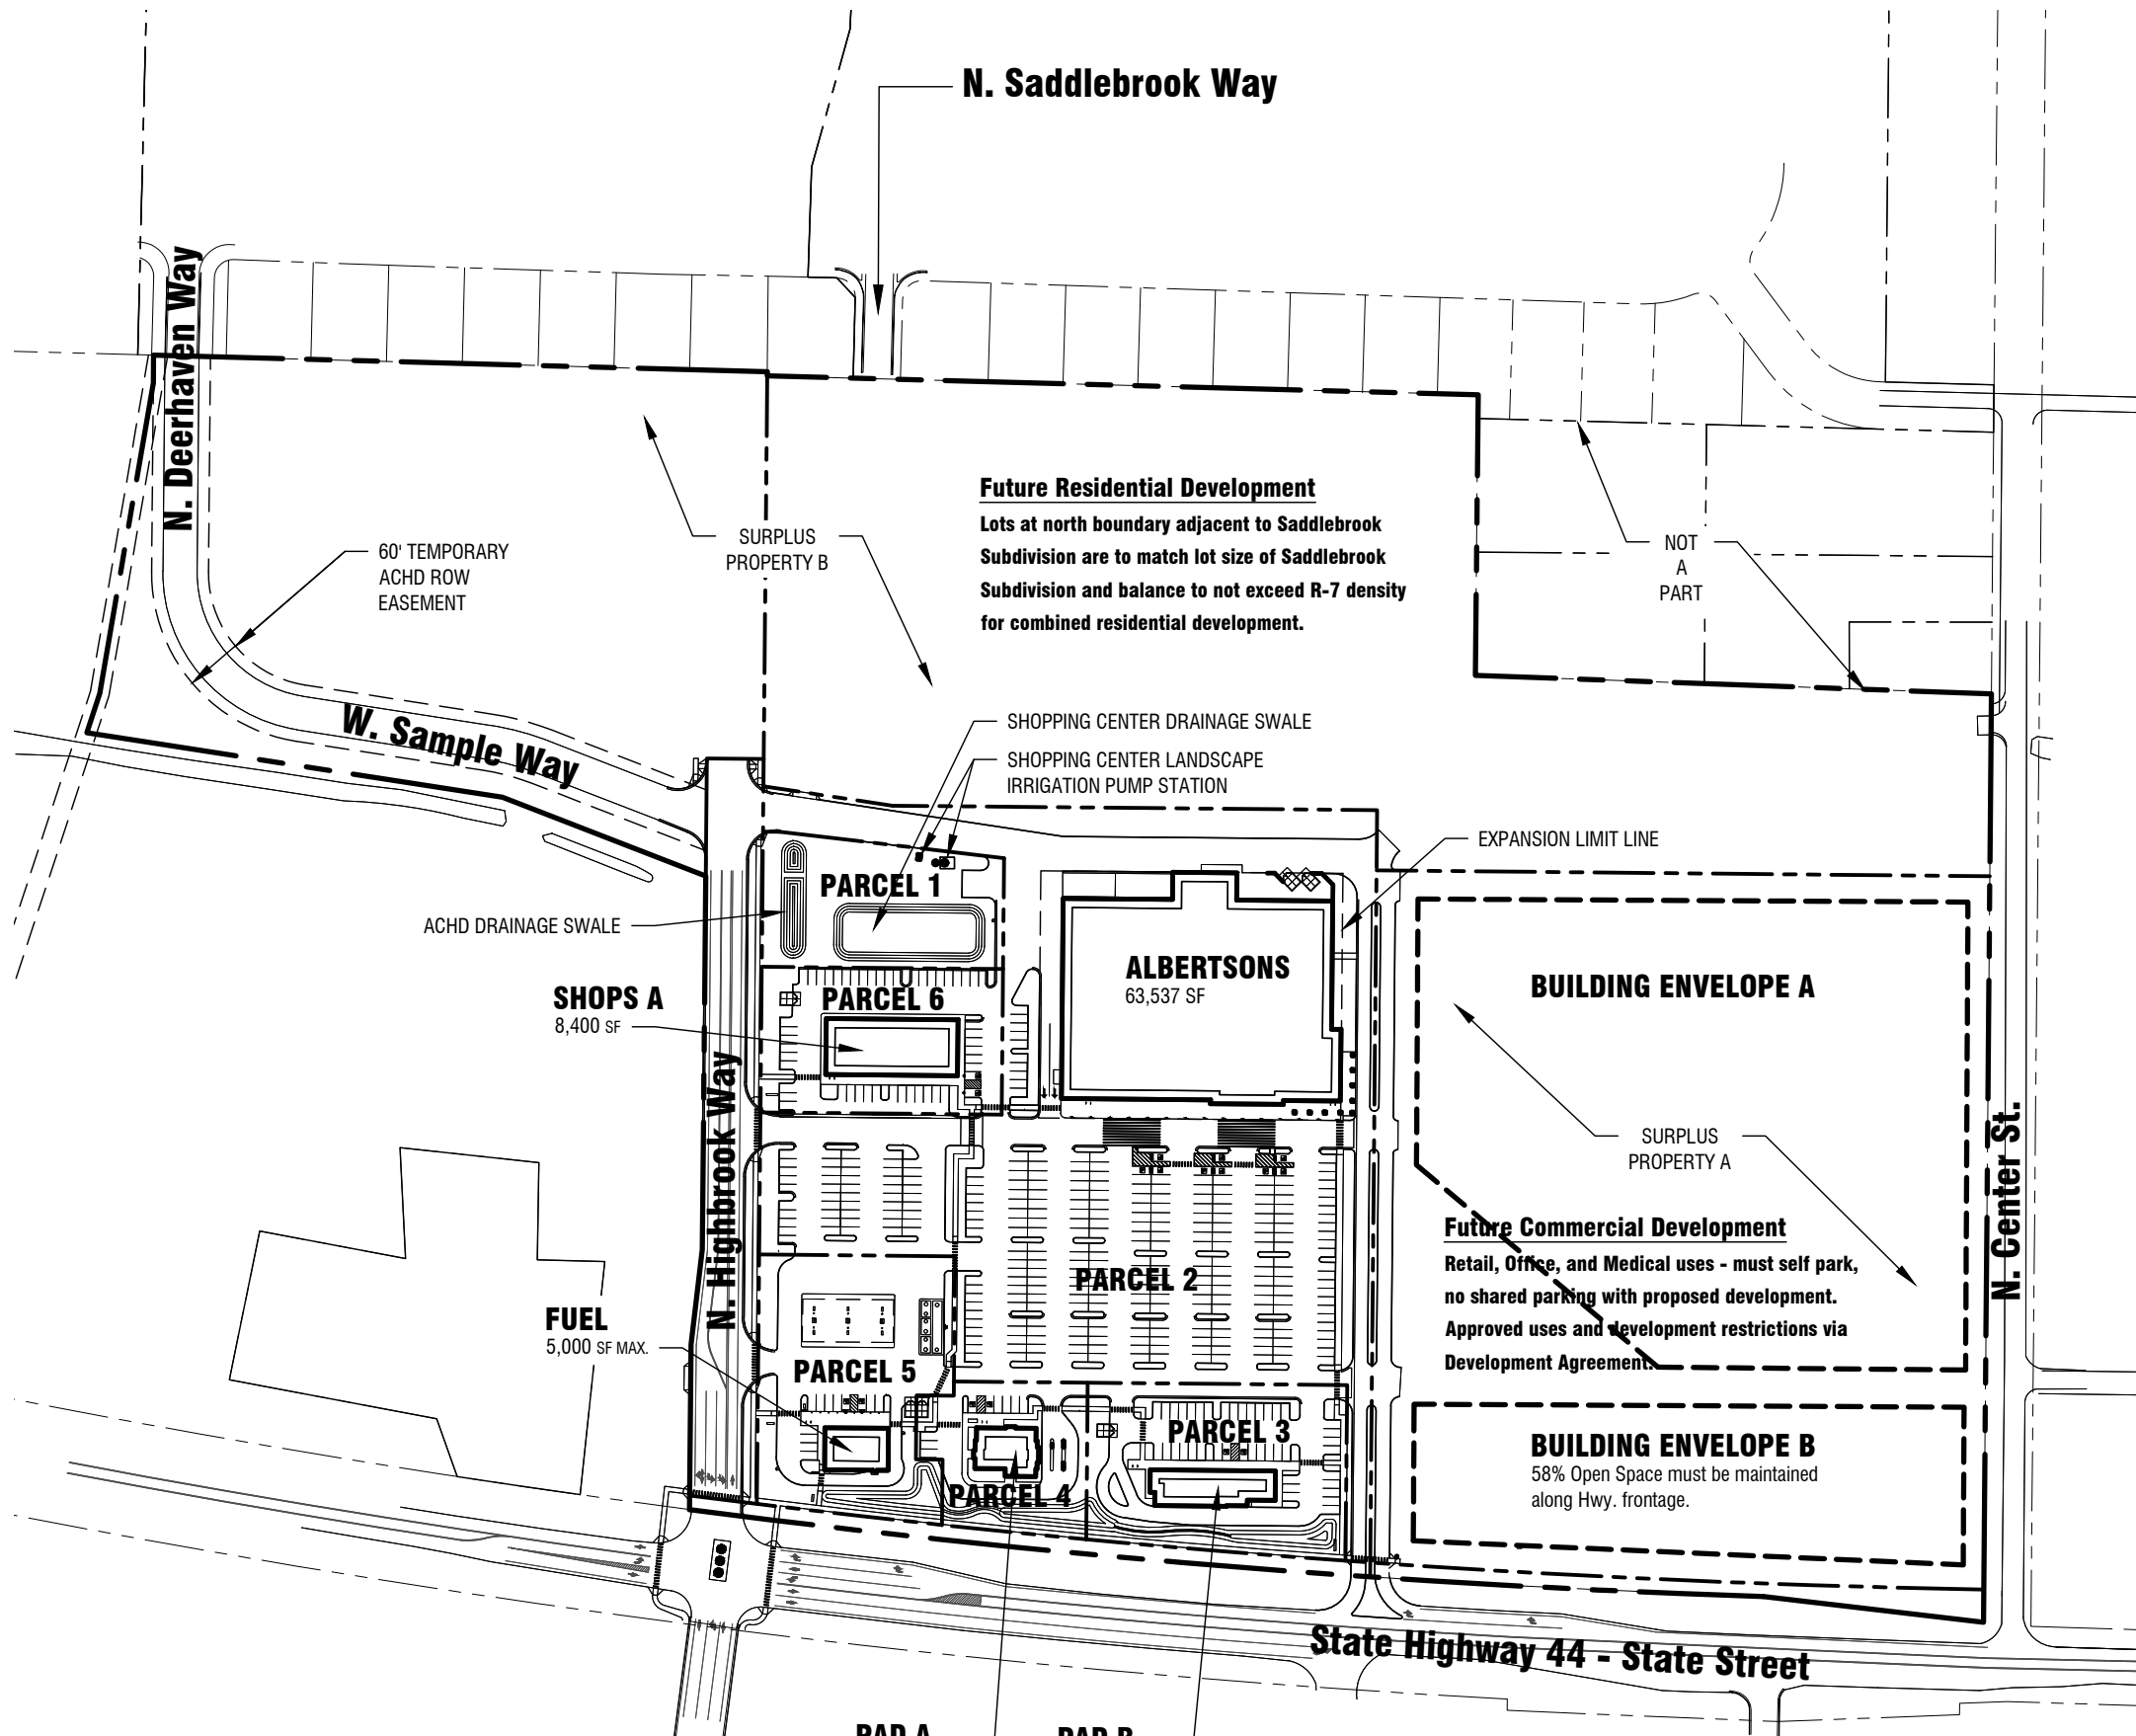 N. Saddlebrook Way
N. Deerhaven Way
Future Residential Development
Lots at north boundary adjacent to Saddlebrook
Subdivision are to match lot size of Saddlebrook
Subdivision and balance to not exceed R-7 density
for combined residential development.
SURPLUS
PROPERTY B
NOT
A
PART
60' TEMPORARY
ACHD ROW
EASEMENT
W. Sample Way
SHOPPING CENTER DRAINAGE SWALE
SHOPPING CENTER LANDSCAPE
IRRIGATION PUMP STATION
EXPANSION LIMIT LINE
PARCEL 1
ACHD DRAINAGE SWALE
ALBERTSONS
63,537 SF
BUILDING ENVELOPE A
SHOPS A
8,400 SF
PARCEL 6
N. Highbrook Way
SURPLUS
PROPERTY A
N. Center St.
Future Commercial Development
Retail, Office, and Medical uses - must self park,
no shared parking with proposed development.
Approved uses and development restrictions via
Development Agreement.
PARCEL 2
FUEL
5,000 SF MAX.
PARCEL 5
PARCEL 3
BUILDING ENVELOPE B
58% Open Space must be maintained
along Hwy. frontage.
PARCEL 4
State Highway 44 - State Street
PAD A
PAD B